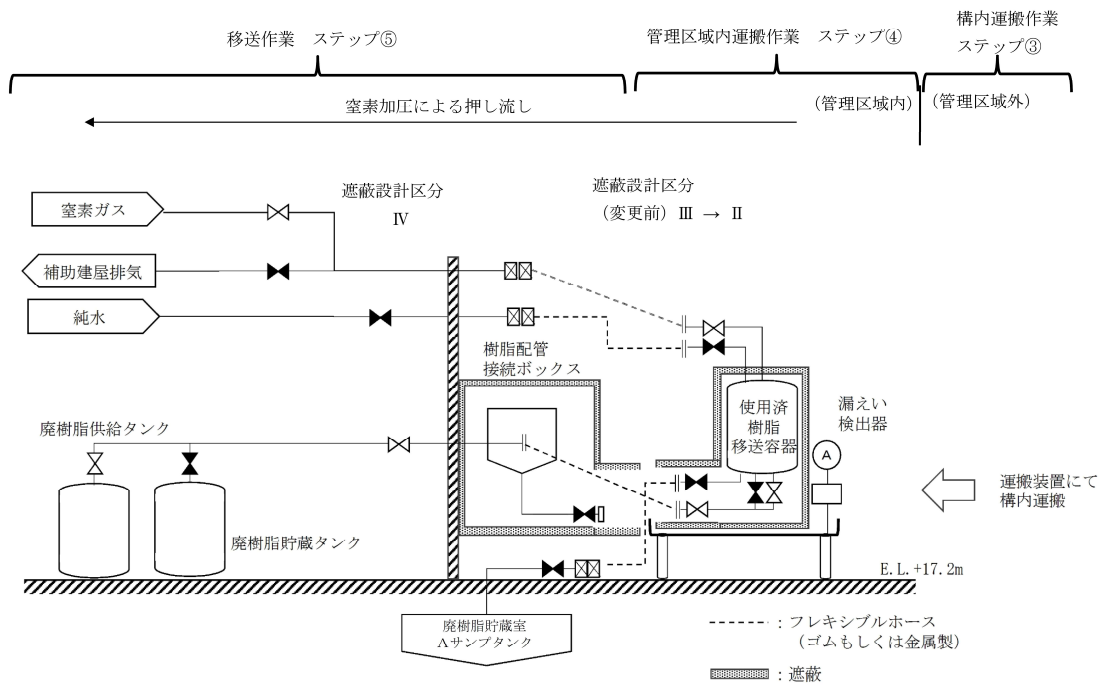 構内運搬作業
ステップ③
管理区域内運搬作業　ステップ④
移送作業　ステップ⑤
(管理区域内)
(管理区域外)
窒素加圧による押し流し
遮蔽設計区分
Ⅳ
遮蔽設計区分
(変更前) Ⅲ → Ⅱ
窒素ガス
補助建屋排気
純水
樹脂配管
接続ボックス
使用済
樹脂
移送容器
漏えい
検出器
A
廃樹脂供給タンク
廃樹脂貯蔵タンク
運搬装置にて
構内運搬
E.L.+17.2m
廃樹脂貯蔵室
Aサンプタンク
：フレキシブルホース
(ゴムもしくは金属製)
：遮蔽